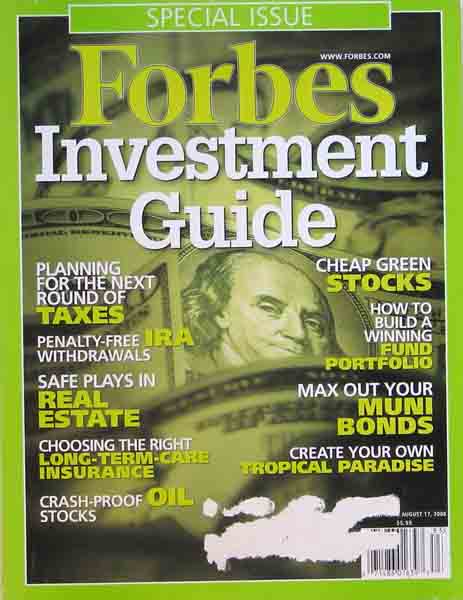 SPECIAL ISSUE
Forbes
WWW.FORBES.COM
Investment
Guide
PLANNING
FOR THE NEXT
ROUND OF
TAXES
PENALTY-FREE IRA
WITHDRAWALS
SAFE PLAYS IN
REAL
ESTATE
CHOOSING THE RIGHT
LONG-TERM-CARE
INSURANCE
CRASH-PROOF OIL
STOCKS
CHEAP GREEN
STOCKS
HOW TO
BUILD A
WINNING
FUND
PORTFOLIO
MAX OUT YOUR
MUNI
BONDS
CREATE YOUR OWN
TROPICAL PARADISE
AUGUST 17, 2008
$5.95